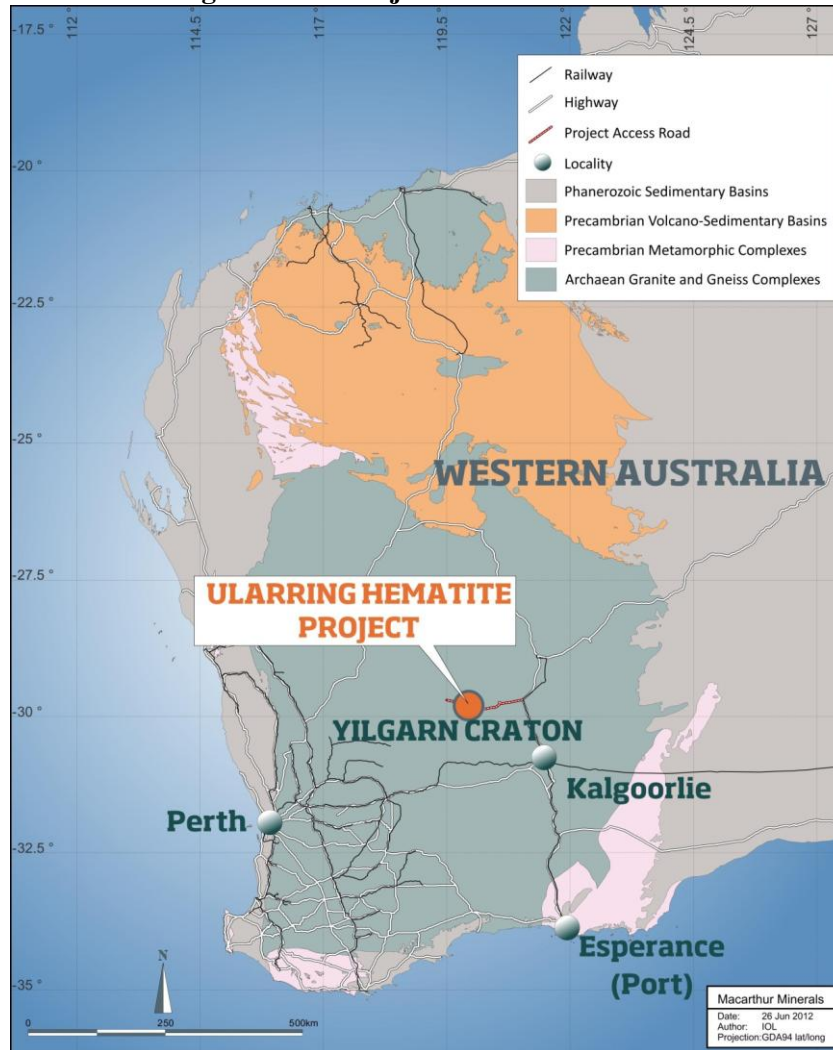 112
114.5
117
119.5
122
124.5
127
-17.5°
-20 °
-22.5°
-25 °
-27.5°
-30 °
-32.5°
-35 °
Railway
Highway
Project Access Road
Locality
Phanerozoic Sedimentary Basins
Precambrian Volcano-Sedimentary Basins
Precambrian Metamorphic Complexes
Archaean Granite and Gneiss Complexes
WESTERN AUSTRALIA
ULARRING HEMATITE
PROJECT
YILGARN CRATON
Kalgoorlie
Perth
Esperance
(Port)
N
0 250 500km
Macarthur Minerals
Date: 26 Jun 2012
Author: IOL
Projection:GDA94 lat/long